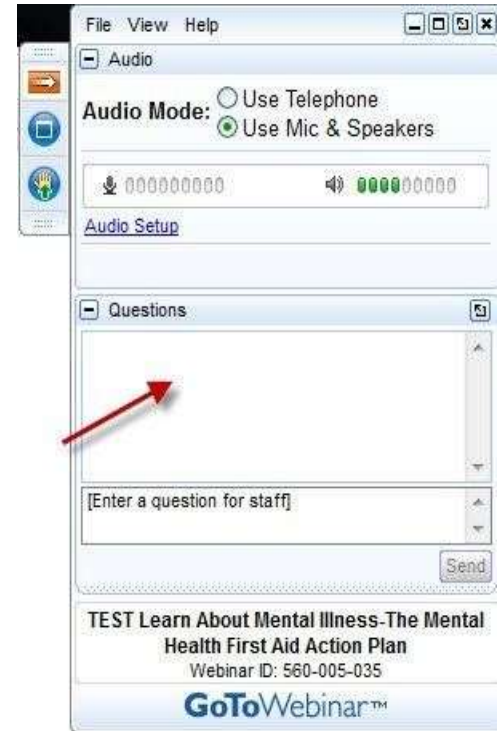 File View Help
Audio
Audio Mode: Use Telephone
Use Mic & Speakers
Audio Setup
Questions
[Enter a question for staff]
Send
TEST Learn About Mental Illness-The Mental
Health First Aid Action Plan
Webinar ID: 560-005-035
GoToWebinar™